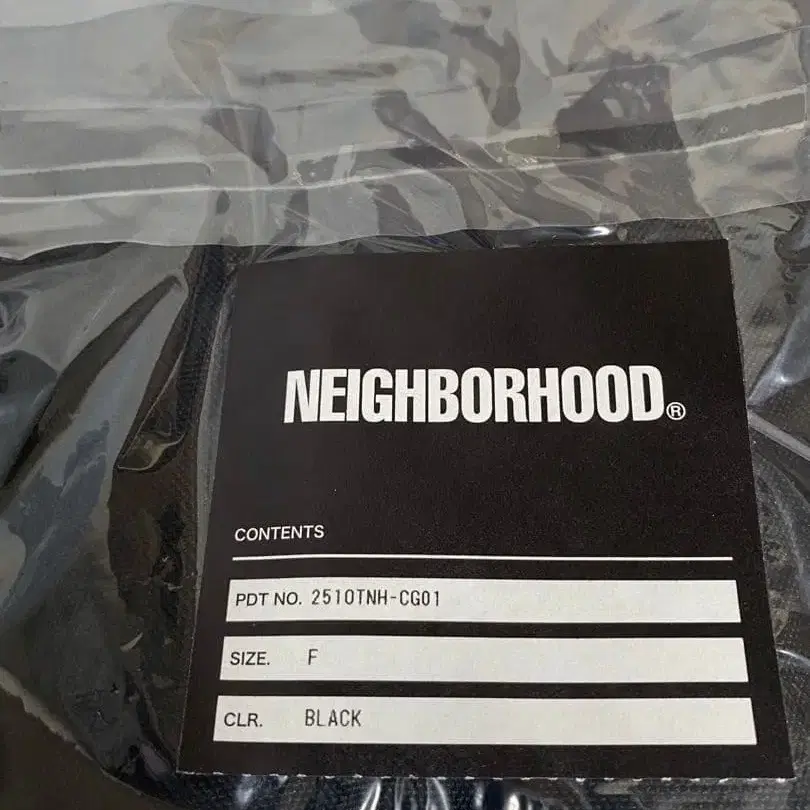 NEIGHBORHOOD®
CONTENTS
PDT NO. 251OTNH-CG01
SIZE. F
CLR. BLACK